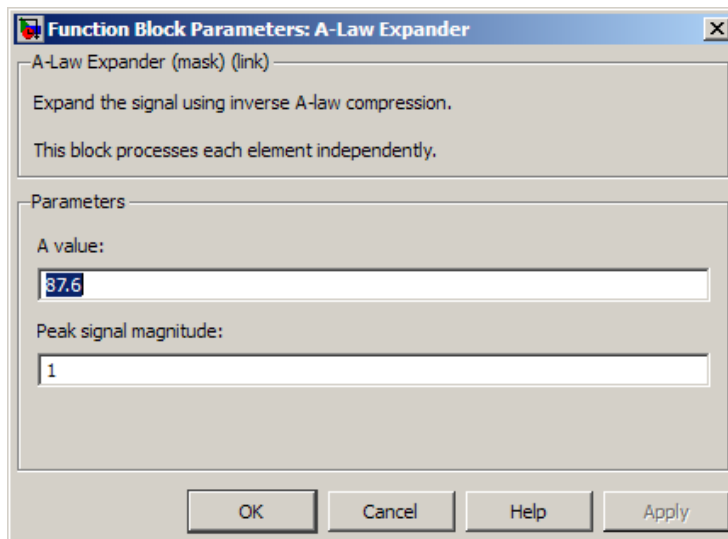 Function Block Parameters: A-Law Expander
A-Law Expander (mask) (link)
Expand the signal using inverse A-law compression.
This block processes each element independently.
Parameters
A value:
87.6
Peak signal magnitude:
1
OK Cancel Help Apply